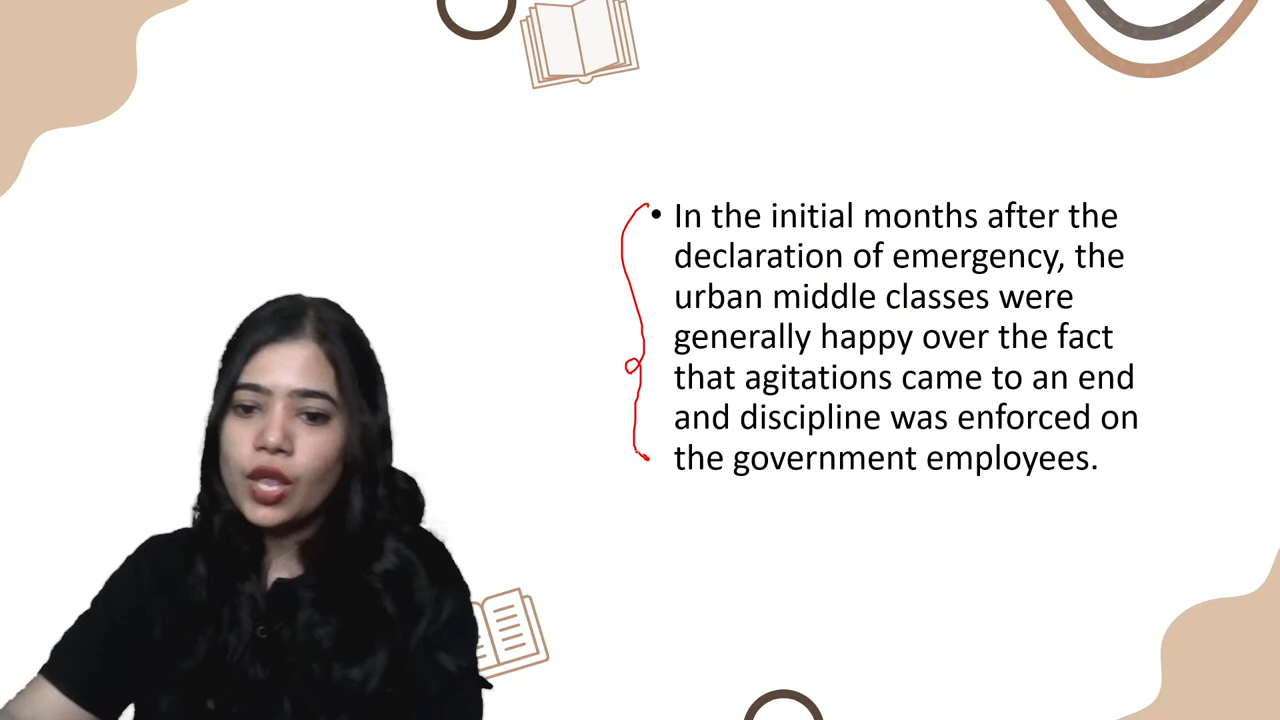 • In the initial months after the
declaration of emergency, the
urban middle classes were
generally happy over the fact
that agitations came to an end
and discipline was enforced on
the government employees.